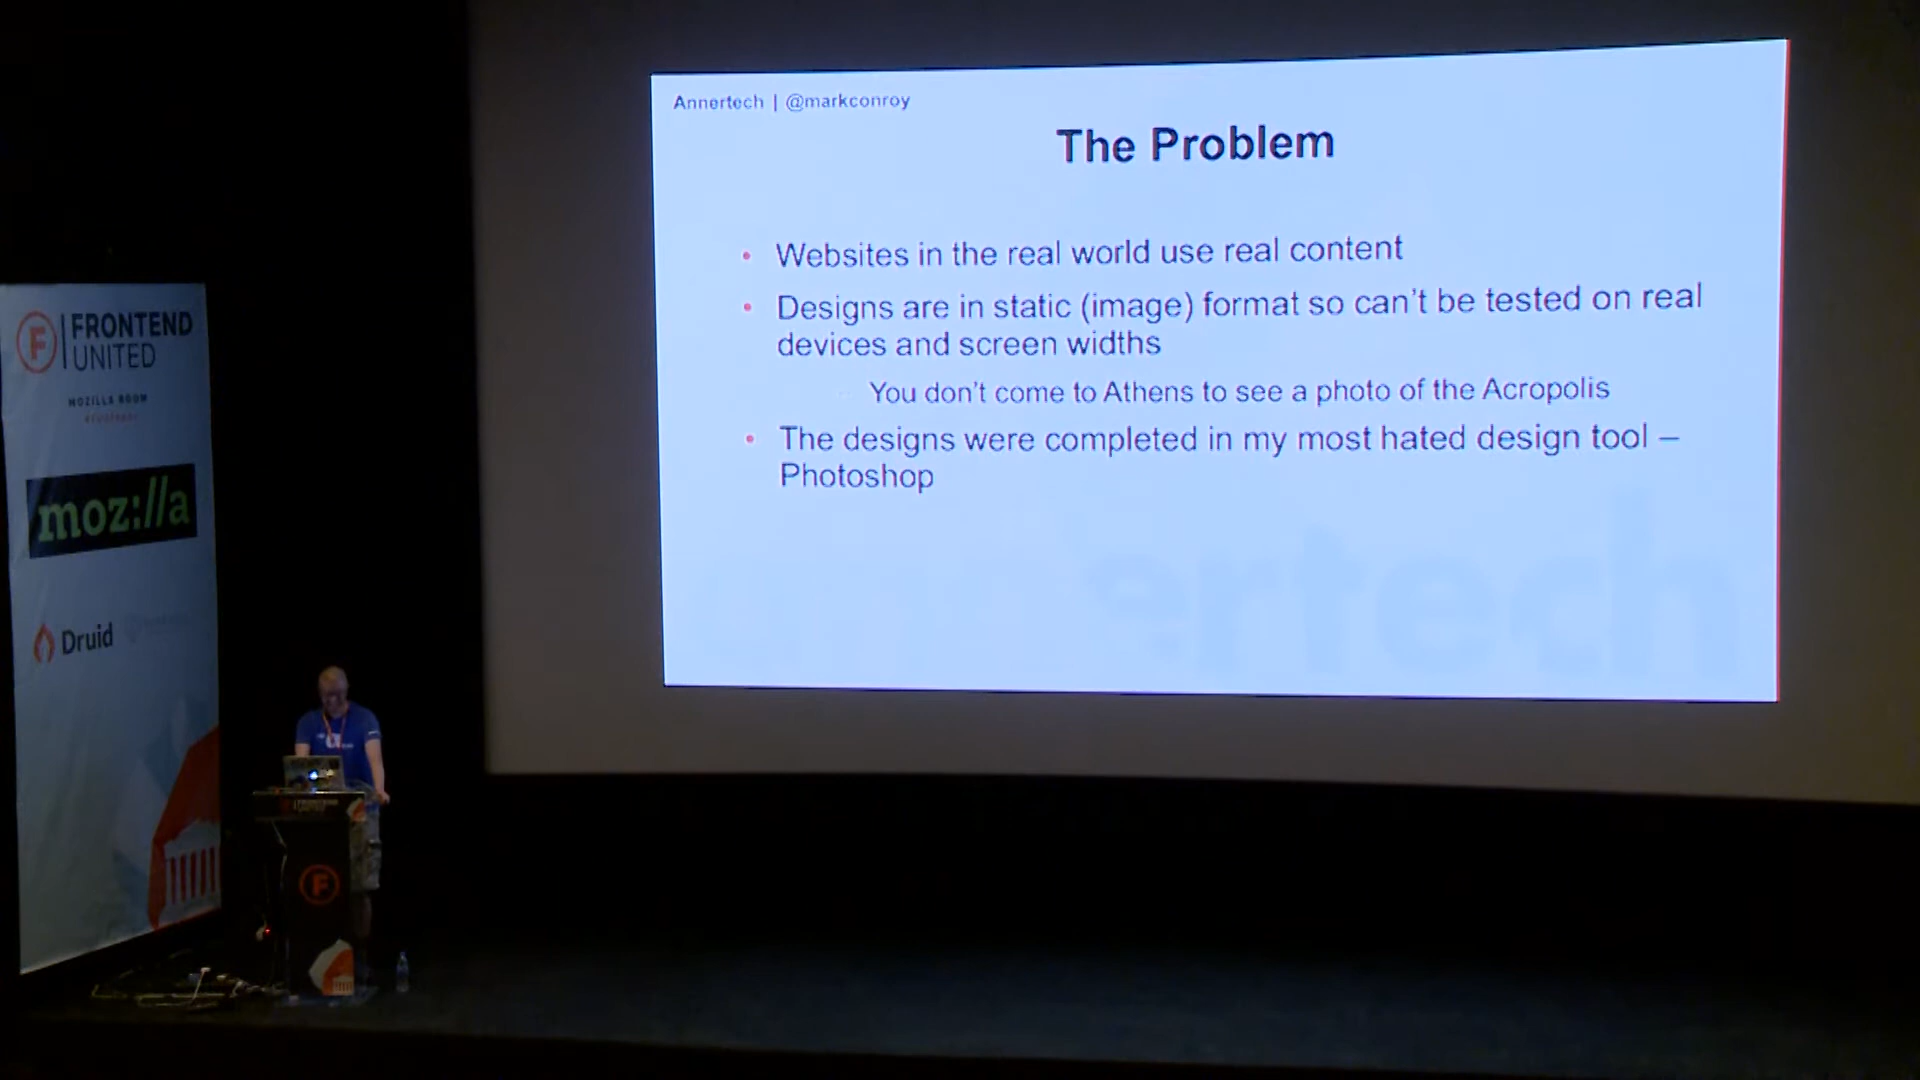 Annertech | @markconroy
The Problem
• Websites in the real world use real content
• Designs are in static (image) format so can't be tested on real
devices and screen widths
You don't come to Athens to see a photo of the Acropolis
• The designs were completed in my most hated design tool –
Photoshop
ertech
F FRONTEND
UNITED
MOZILLA ROOM
moz://a
Druid
F